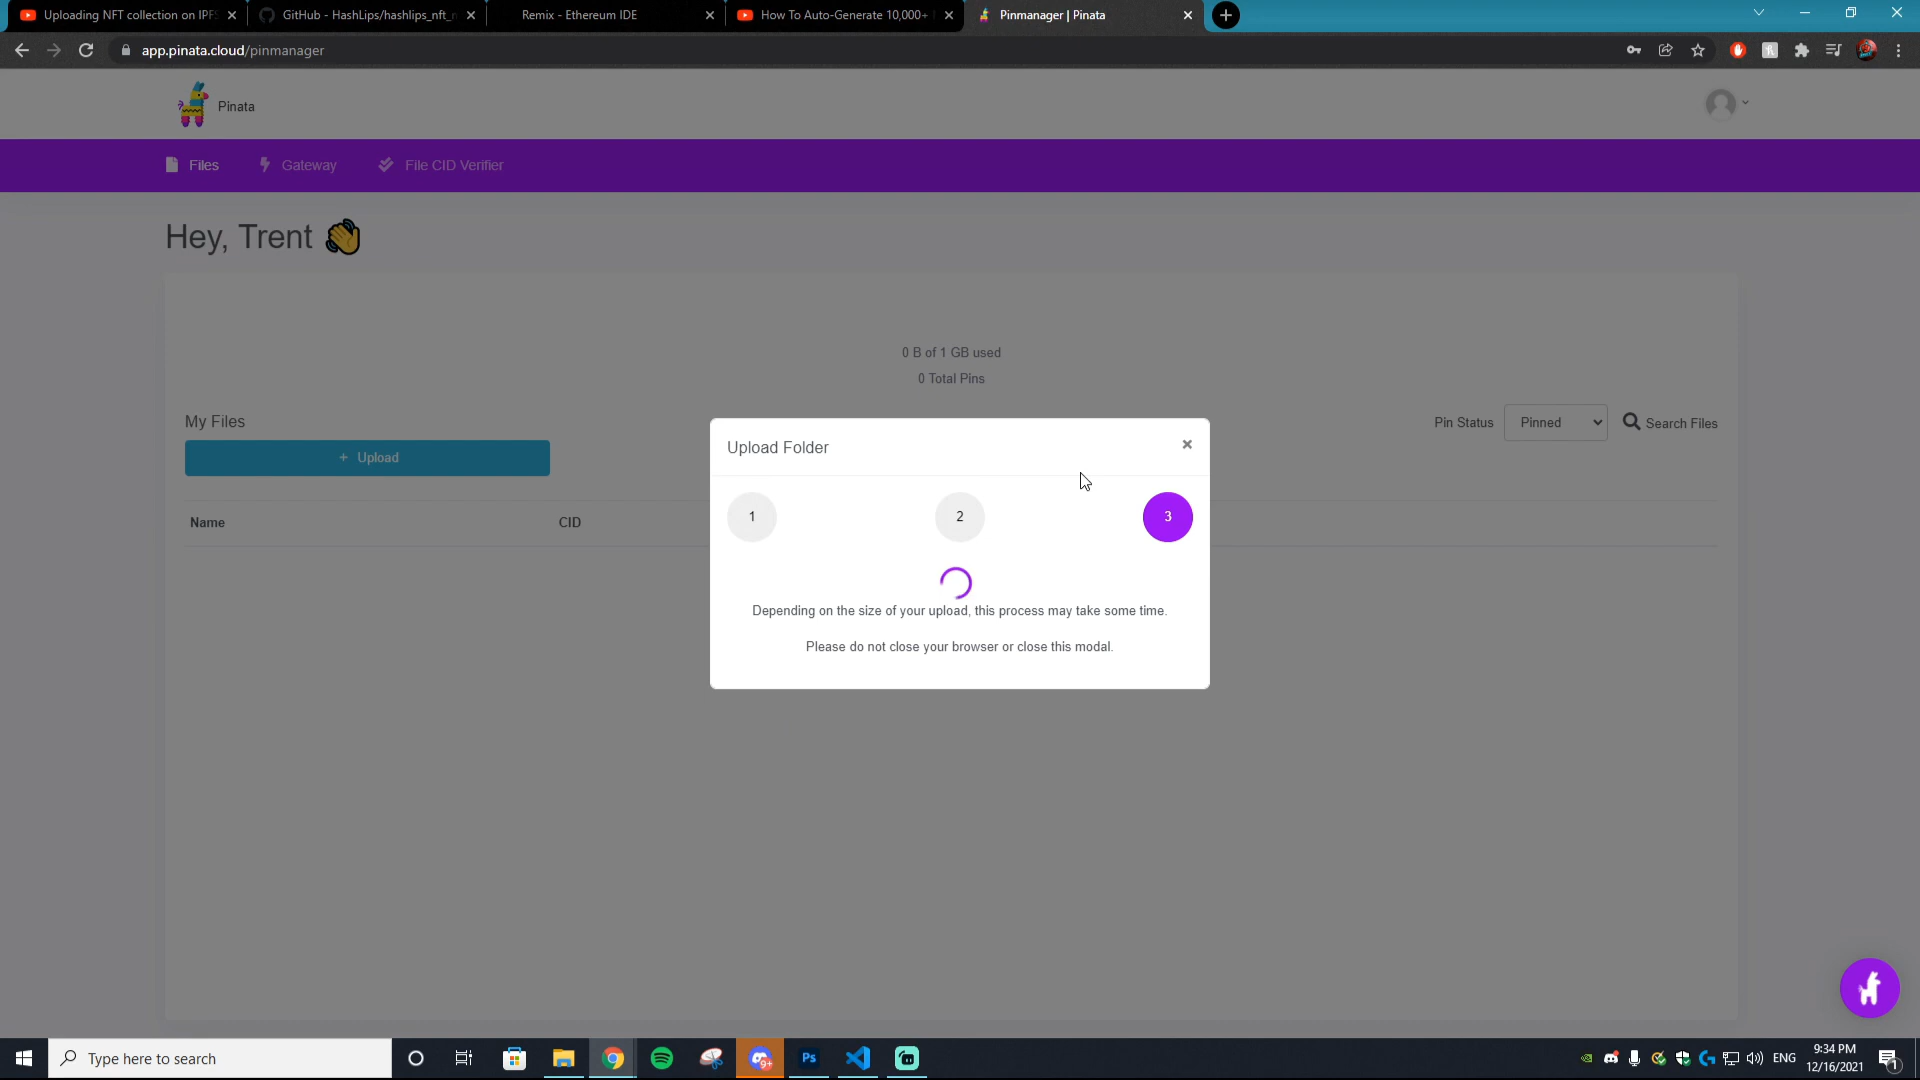 Uploading NFT collection on IPFS
GitHub - HashLips/hashlips_nft_
Remix - Ethereum IDE
How To Auto-Generate 10,000+
Pinmanager | Pinata
app.pinata.cloud/pinmanager
Pinata
Files
Gateway
File CID Verifier
Hey, Trent 👋
0 B of 1 GB used
0 Total Pins
My Files
Pin Status
Pinned
Search Files
+ Upload
Name
CID
Upload Folder
×
1
2
3
Depending on the size of your upload, this process may take some time.
Please do not close your browser or close this modal.
Type here to search
9+
Ps
ENG
9:34 PM
12/16/2021
1